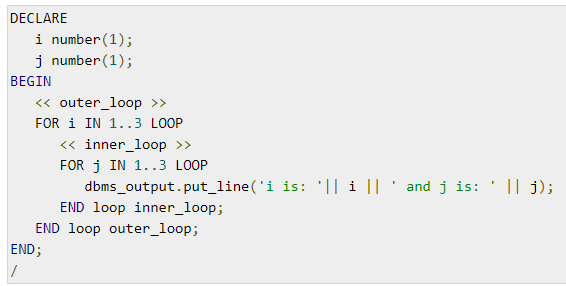 DECLARE
   i number(1);
   j number(1);
BEGIN
   << outer_loop >>
   FOR i IN 1..3 LOOP
      << inner_loop >>
      FOR j IN 1..3 LOOP
         dbms_output.put_line('i is: '|| i || ' and j is: ' || j);
      END loop inner_loop;
   END loop outer_loop;
END;
/